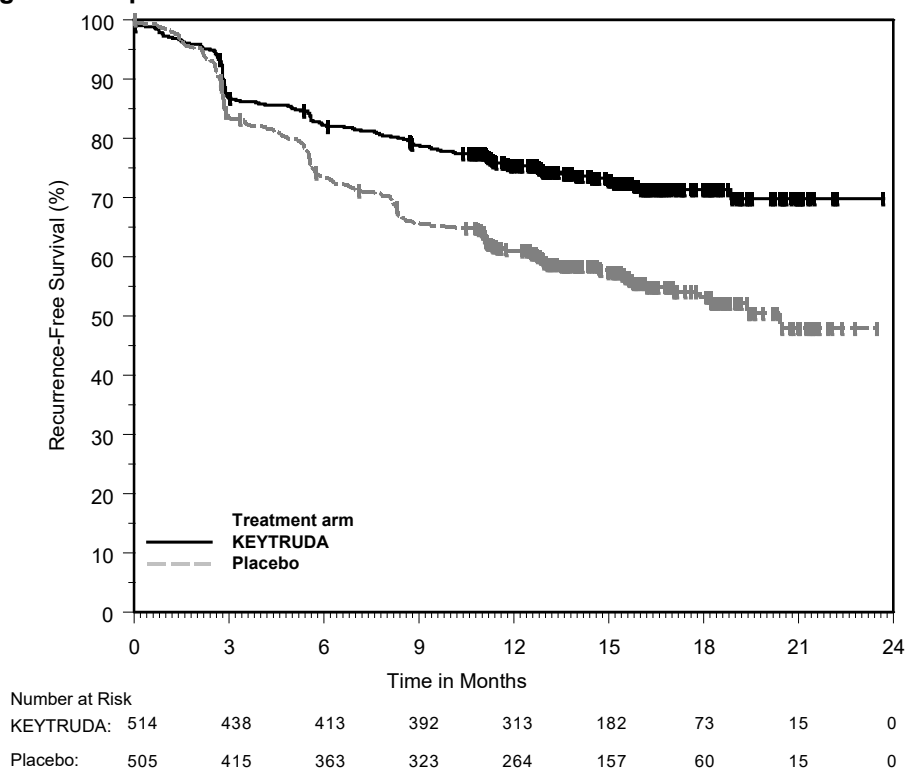 100
90
80
70
60
50
40
30
20
10
0
Recurrence-Free Survival (%)
Treatment arm
KEYTRUDA
Placebo
0 3 6 9 12 15 18 21 24
Time in Months
Number at Risk
KEYTRUDA: 514 438 413 392 313 182 73 15 0
Placebo: 505 415 363 323 264 157 60 15 0